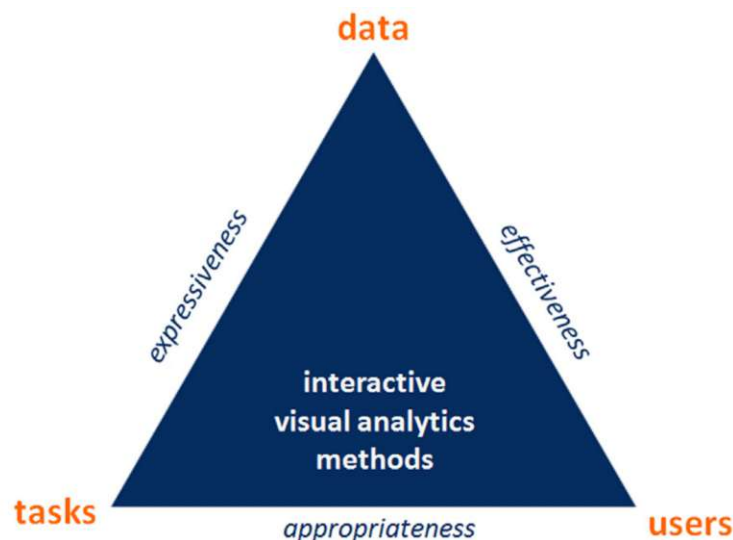 data
expressiveness
effectiveness
interactive
visual analytics
methods
tasks
appropriateness
users